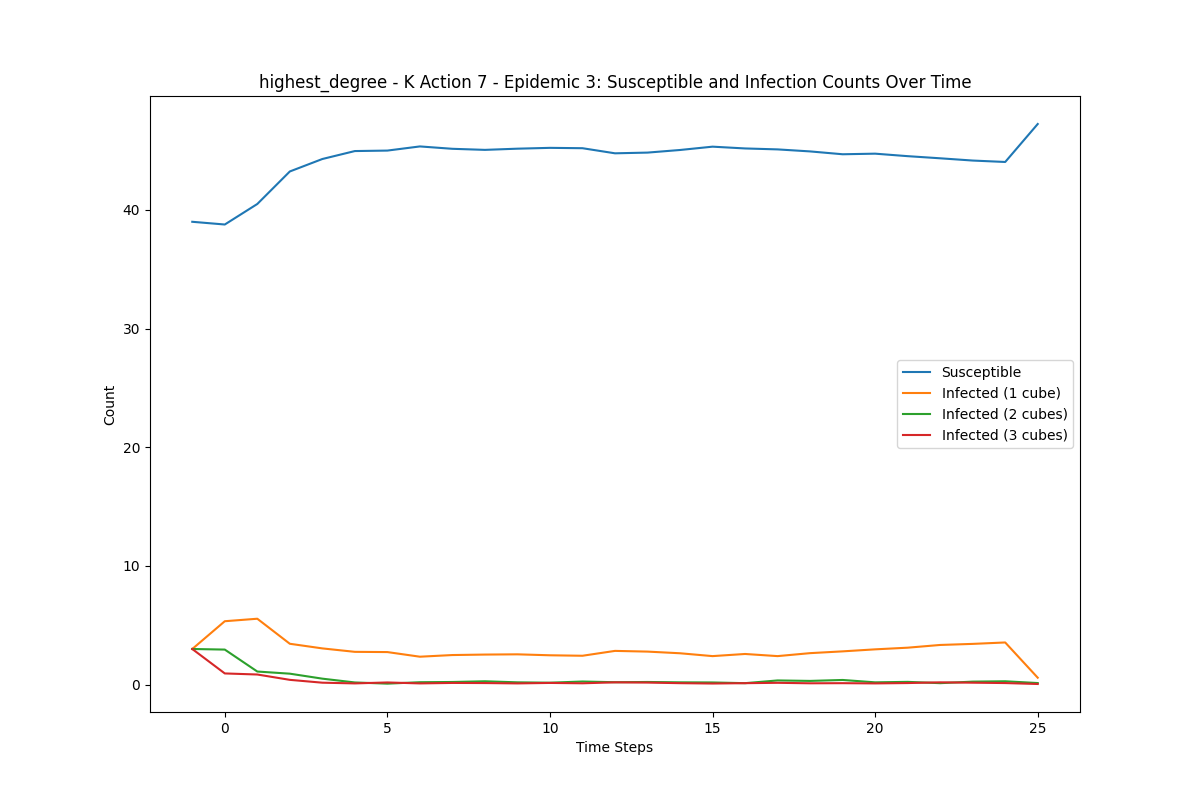 highest_degree - K Action 7 - Epidemic 3: Susceptible and Infection Counts Over Time
40
30
20
10
0
Count
Susceptible
Infected (1 cube)
Infected (2 cubes)
Infected (3 cubes)
0 5 10 15 20 25
Time Steps